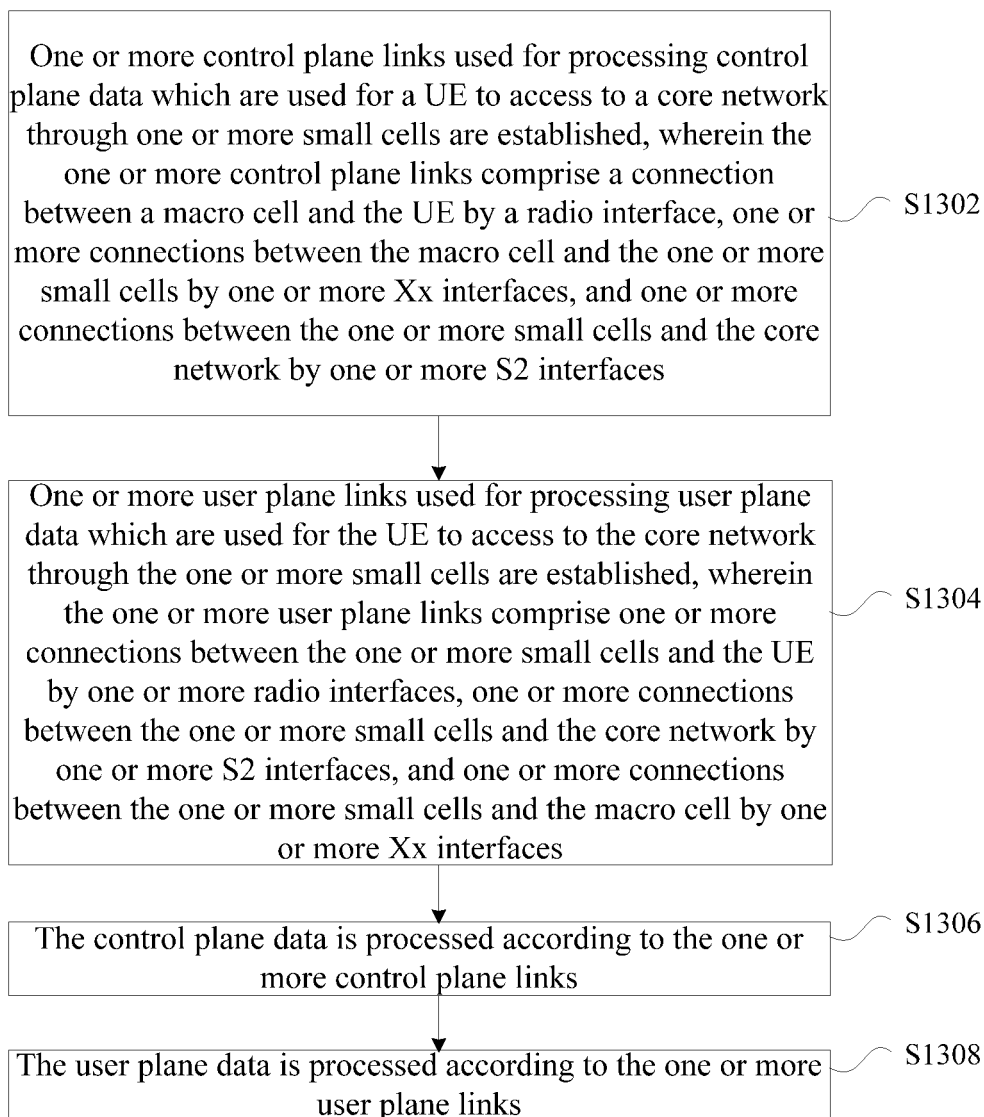 One or more control plane links used for processing control
plane data which are used for a UE to access to a core network
through one or more small cells are established, wherein the
one or more control plane links comprise a connection
between a macro cell and the UE by a radio interface, one or
more connections between the macro cell and the one or more
small cells by one or more Xx interfaces, and one or more
connections between the one or more small cells and the core
network by one or more S2 interfaces
S1302
One or more user plane links used for processing user plane
data which are used for the UE to access to the core network
through the one or more small cells are established, wherein
the one or more user plane links comprise one or more
connections between the one or more small cells and the UE
by one or more radio interfaces, one or more connections
between the one or more small cells and the core network by
one or more S2 interfaces, and one or more connections
between the one or more small cells and the macro cell by one
or more Xx interfaces
S1304
The control plane data is processed according to the one or
more control plane links
S1306
The user plane data is processed according to the one or more
user plane links
S1308